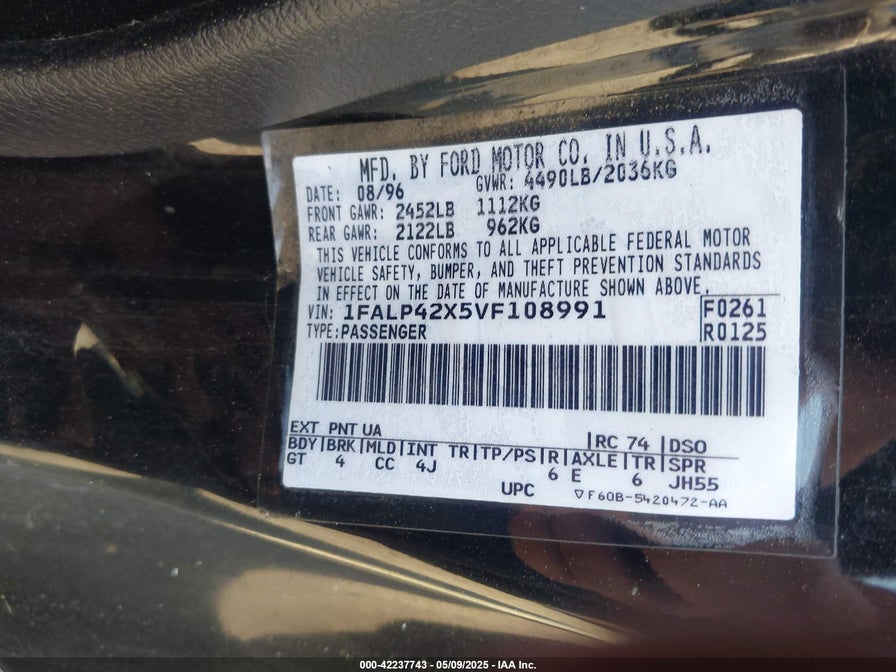 MFD. BY FORD MOTOR CO. IN U.S.A.
DATE: 08/96 GVWR: 4490LB/2036KG
FRONT GAWR: 2452LB 1112KG
REAR GAWR: 2122LB 962KG
THIS VEHICLE CONFORMS TO ALL APPLICABLE FEDERAL MOTOR
VEHICLE SAFETY, BUMPER, AND THEFT PREVENTION STANDARDS
IN EFFECT ON THE DATE OF MANUFACTURE SHOWN ABOVE.
VIN: 1FALP42X5VF108991 F0261
TYPE: PASSENGER R0125
EXT PNT UA RC 74 DSO
BDY BRK MLD INT TR TP/PS R AXLE TR SPR
GT 4 CC 4J 6 E 6 JH55
UPC ▽F60B-5420472-AA
000-42237743 - 05/09/2025 - IAA Inc.